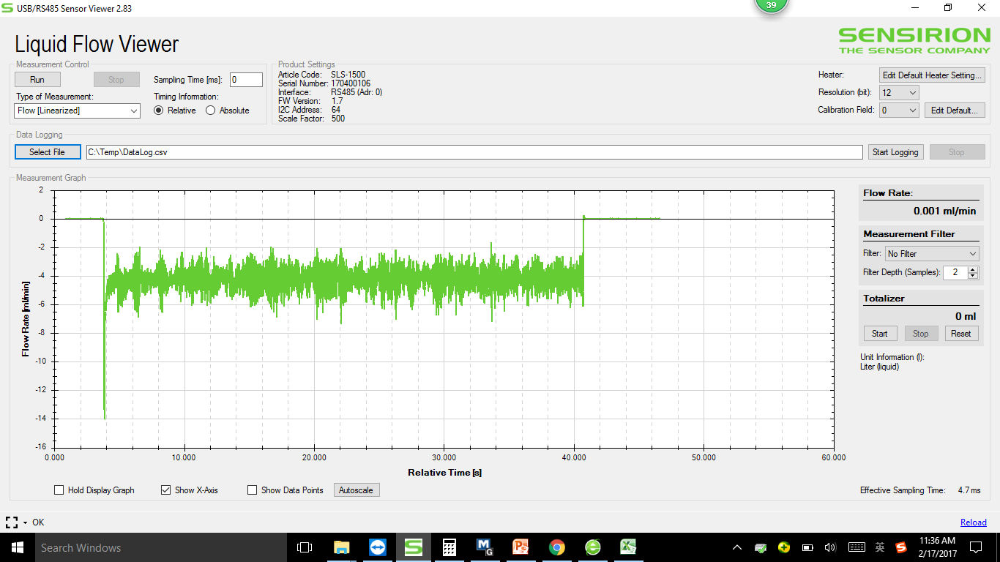 USB/RS485 Sensor Viewer 2.83
39
Liquid Flow Viewer
SENSIRION
THE SENSOR COMPANY
Measurement Control
Run
Stop
Sampling Time [ms]:
0
Type of Measurement:
Timing Information:
Flow [Linearized]
Relative
Absolute
Product Settings
Article Code: SLS-1500
Serial Number: 170400106
Interface: RS485 (Adr: 0)
FW Version: 1.7
I2C Address: 64
Scale Factor: 500
Heater:
Edit Default Heater Setting...
Resolution (bit):
12
Calibration Field:
0
Edit Default...
Data Logging
Select File
C:\Temp\DataLog.csv
Start Logging
Stop
Measurement Graph
2
0
-2
-4
-6
-8
-10
-12
-14
-16
Flow Rate [ml/min]
0.000
10.000
20.000
30.000
40.000
50.000
60.000
Relative Time [s]
Flow Rate:
0.001 ml/min
Measurement Filter
Filter:
No Filter
Filter Depth (Samples):
2
Totalizer
0 ml
Start
Stop
Reset
Unit Information (l):
Liter (liquid)
Hold Display Graph
Show X-Axis
Show Data Points
Autoscale
Effective Sampling Time: 4.7 ms
OK
Reload
Search Windows
英
11:36 AM
2/17/2017